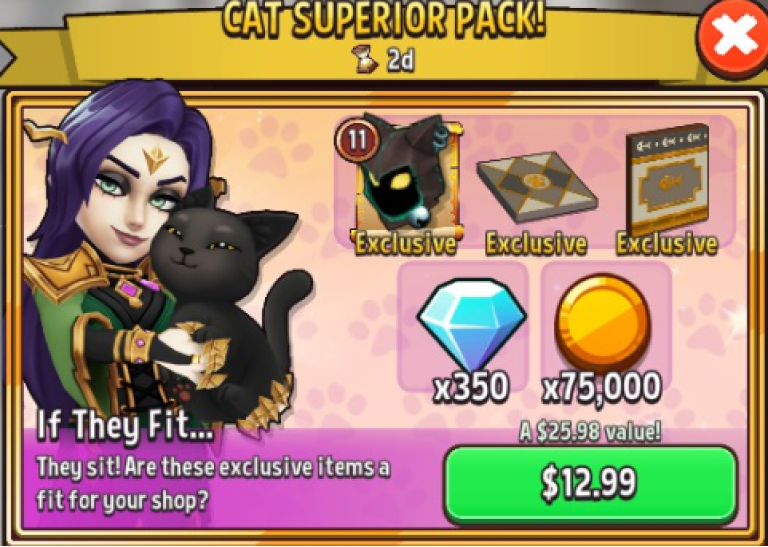 CAT SUPERIOR PACK!
2d
11
Exclusive Exclusive Exclusive
x350 x75,000
If They Fit...
They sit! Are these exclusive items a
fit for your shop?
A $25.98 value!
$12.99